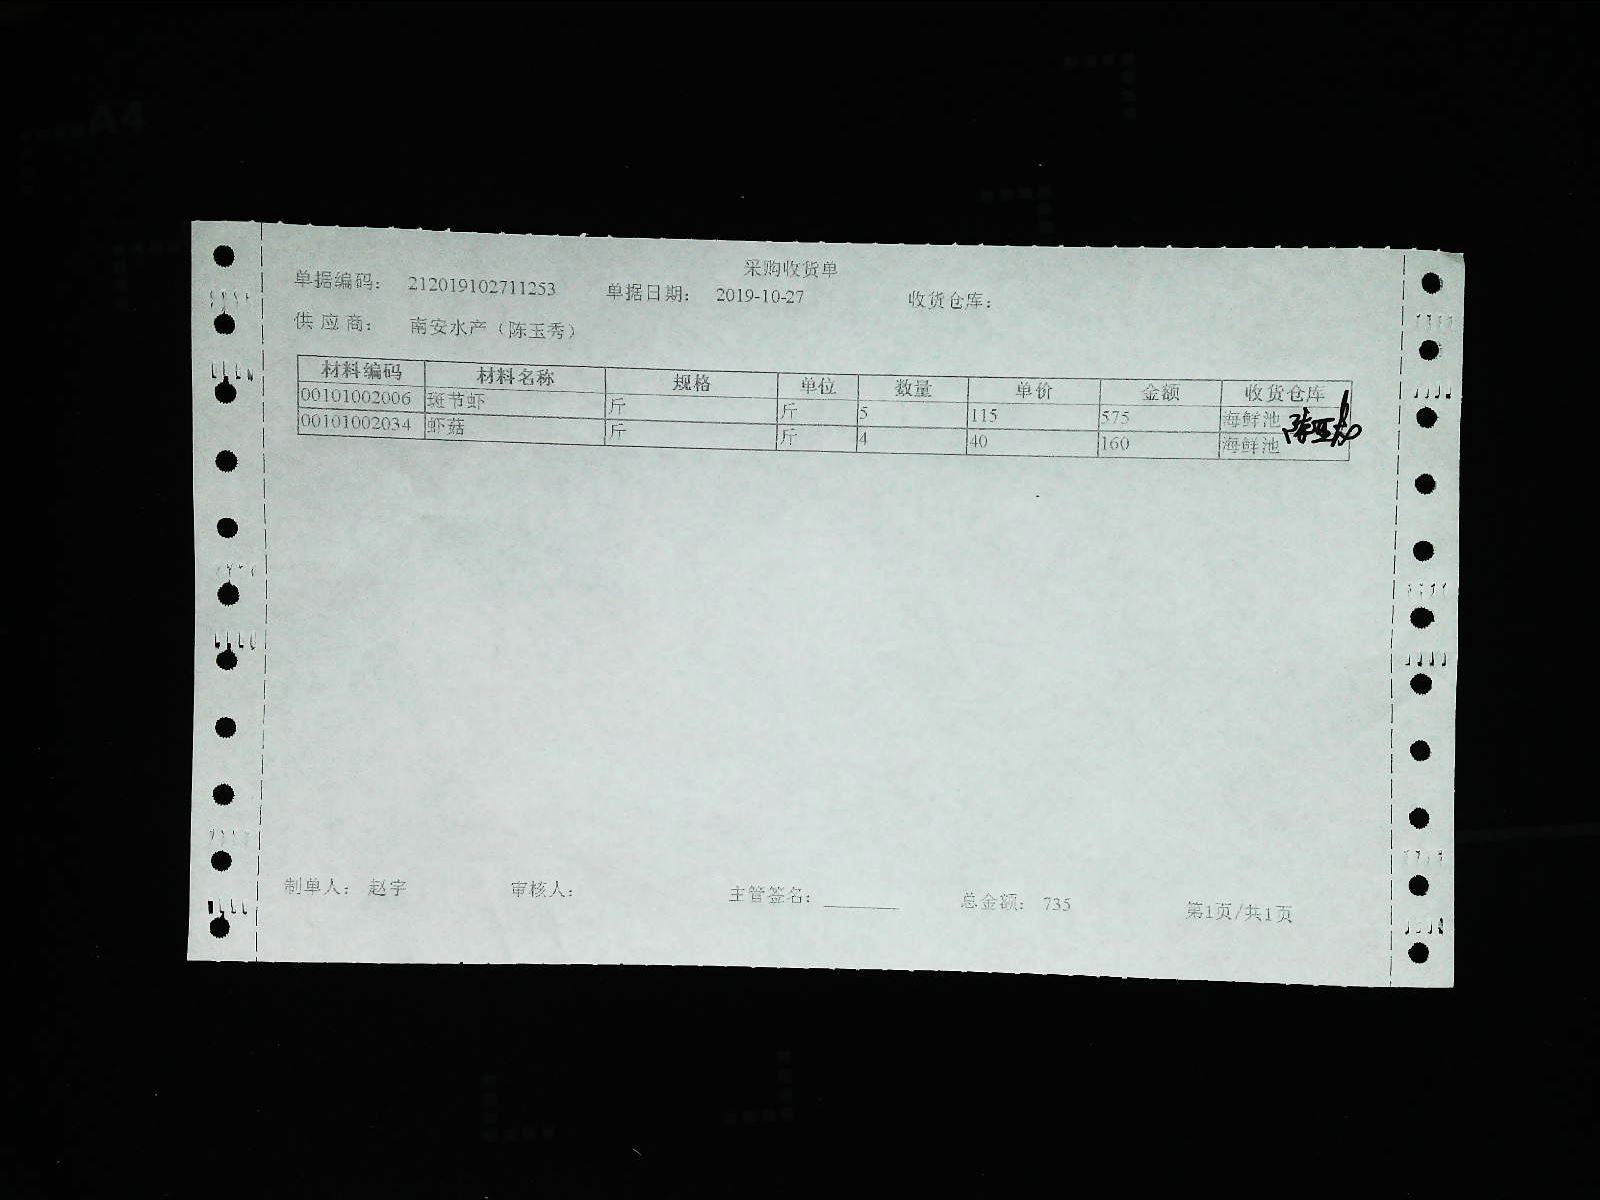 采购收货单
单据编码： 212019102711253 单据日期： 2019-10-27 收货仓库：
供 应 商： 南安水产（陈玉秀）
材料编码 材料名称 规格 单位 数量 单价 金额 收货仓库
00101002006 斑节虾 斤 斤 5 115 575 海鲜池
00101002034 虾菇 斤 斤 4 40 160 海鲜池
制单人： 赵宇 审核人： 主管签名： 总金额： 735 第1页/共1页